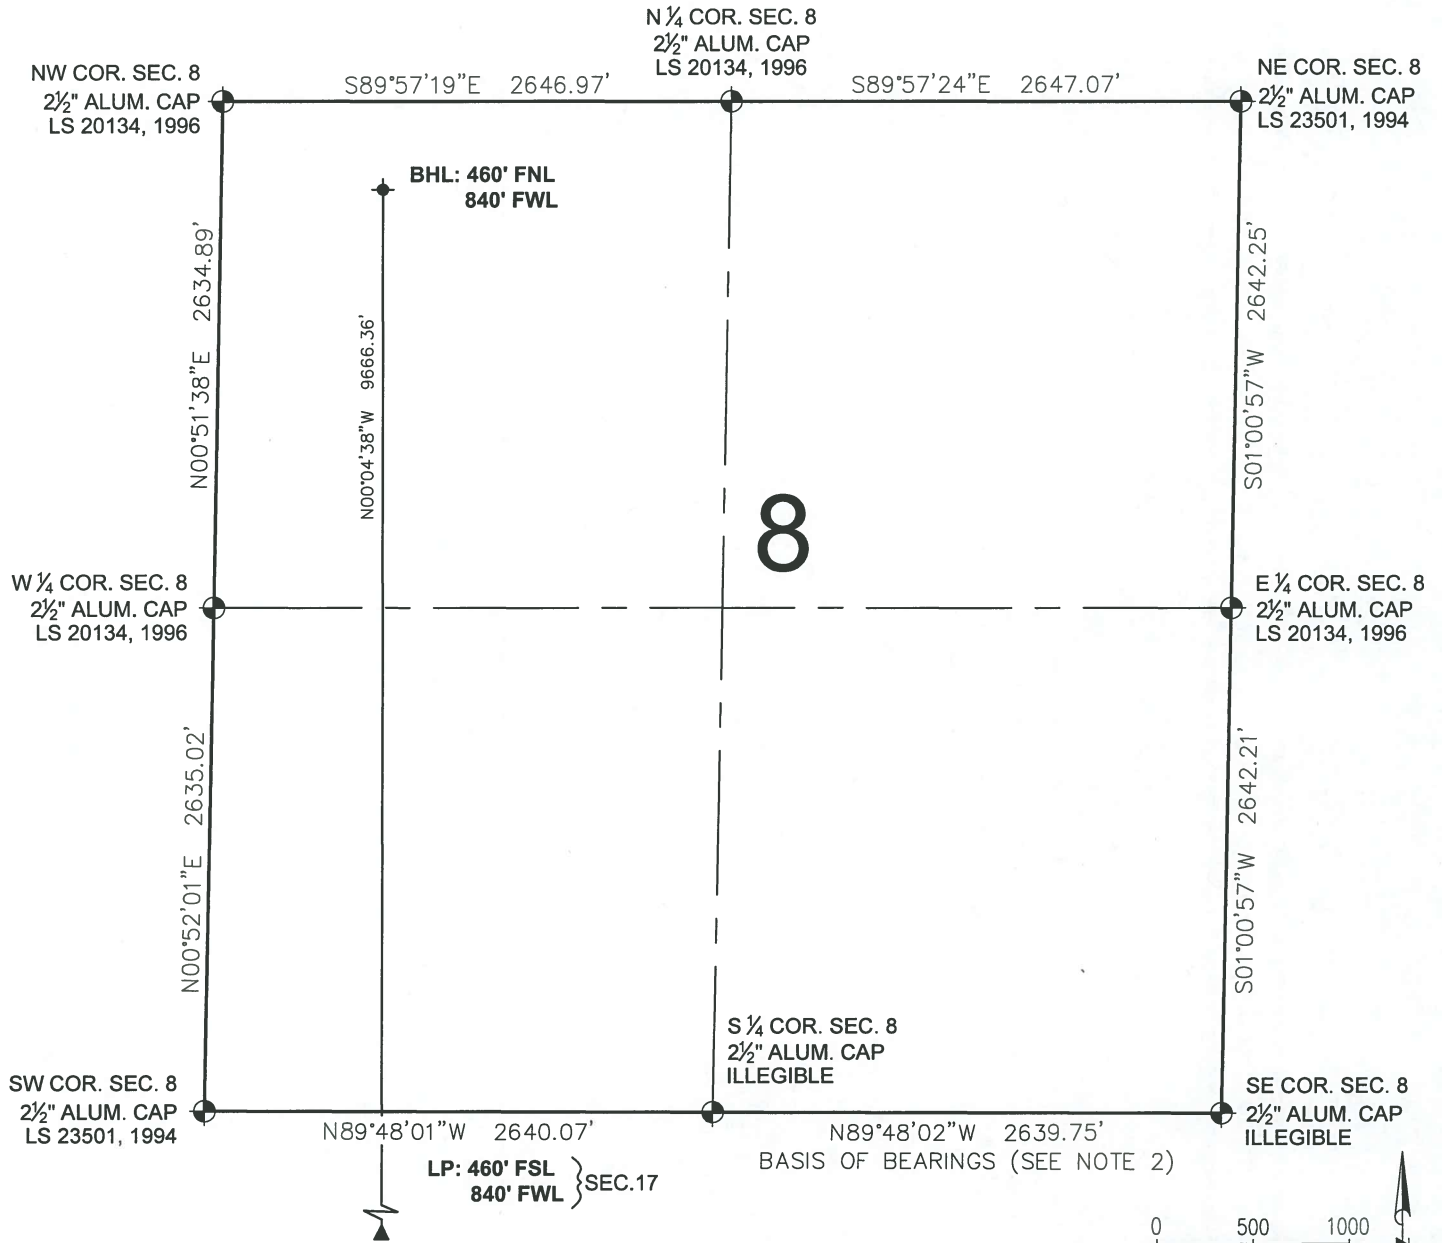 N ¼ COR. SEC. 8
2½" ALUM. CAP
LS 20134, 1996
NW COR. SEC. 8
2½" ALUM. CAP
LS 20134, 1996
S89°57'19"E 2646.97'
S89°57'24"E 2647.07'
NE COR. SEC. 8
2½" ALUM. CAP
LS 23501, 1994
BHL: 460' FNL
840' FWL
N00°51'38"E 2634.89'
N00°04'38"W 9666.36'
S01°00'57"W 2642.25'
8
W ¼ COR. SEC. 8
2½" ALUM. CAP
LS 20134, 1996
E ¼ COR. SEC. 8
2½" ALUM. CAP
LS 20134, 1996
N00°52'01"E 2635.02'
S01°00'57"W 2642.21'
S ¼ COR. SEC. 8
2½" ALUM. CAP
ILLEGIBLE
SW COR. SEC. 8
2½" ALUM. CAP
LS 23501, 1994
SE COR. SEC. 8
2½" ALUM. CAP
ILLEGIBLE
N89°48'01"W 2640.07'
N89°48'02"W 2639.75'
BASIS OF BEARINGS (SEE NOTE 2)
LP: 460' FSL
840' FWL
SEC.17
0 500 1000